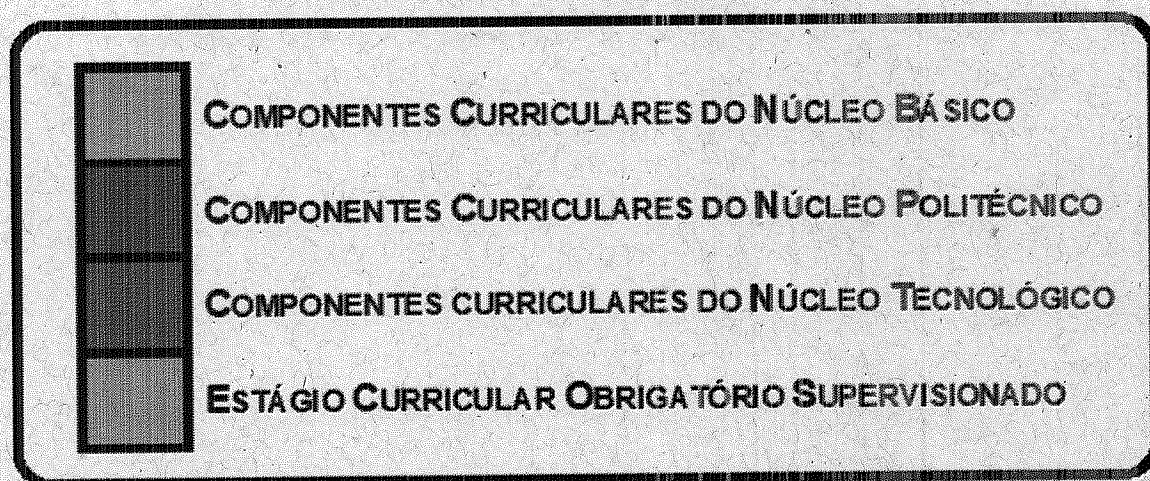 COMPONENTES CURRICULARES DO NÚCLEO BÁSICO
COMPONENTES CURRICULARES DO NÚCLEO POLITÉCNICO
COMPONENTES CURRICULARES DO NÚCLEO TECNOLÓGICO
ESTÁGIO CURRICULAR OBRIGATÓRIO SUPERVISIONADO